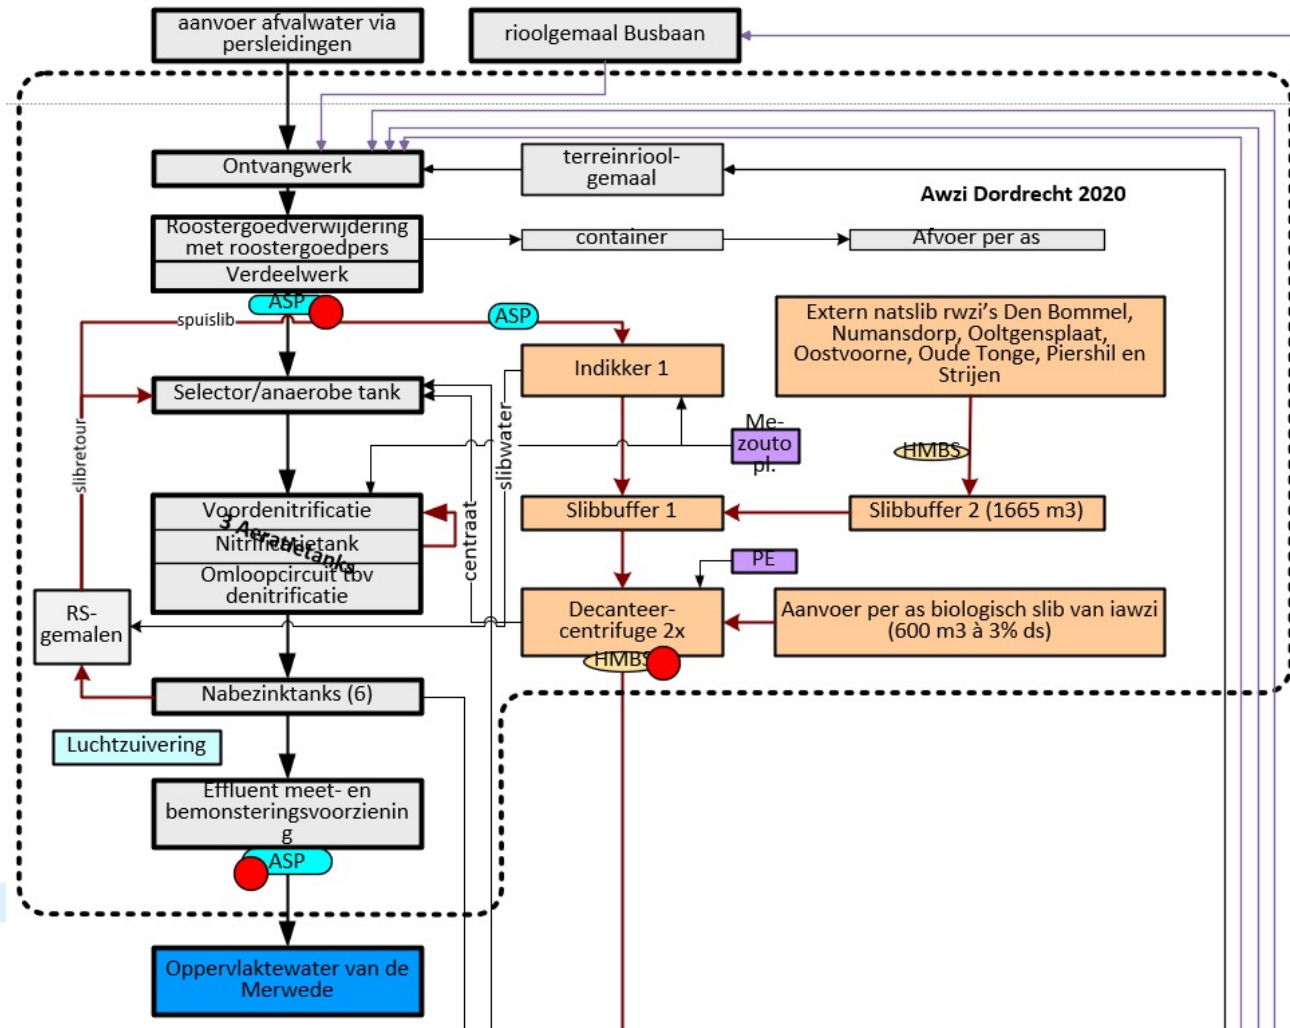 aanvoer afvalwater via
persleidingen
rioolgemaal Busbaan
Ontvangwerk
terreinriool-
gemaal
Awzi Dordrecht 2020
Roostergoedverwijdering
met roostergoedpers
Verdeelwerk
container
Afvoer per as
ASP
spuislib
ASP
Extern natslib rwzi's Den Bommel,
Numansdorp, Ooltgensplaat,
Oostvoorne, Oude Tonge, Piershil en
Strijen
Indikker 1
Selector/anaerobe tank
slibretour
slibwater
Me-
zouto
pl.
HMBS
Voordenitrificatie
Nitrificatietank
3 Aeratietanks
Omloopcircuit tbv
denitrificatie
centraat
Slibbuffer 1
Slibbuffer 2 (1665 m3)
PE
RS-
gemalen
Decanteer-
centrifuge 2x
Aanvoer per as biologisch slib van iawzi
(600 m3 à 3% ds)
HMBS
Nabezinktanks (6)
Luchtzuivering
Effluent meet- en
bemonsteringsvoorzienin
g
ASP
Oppervlaktewater van de
Merwede